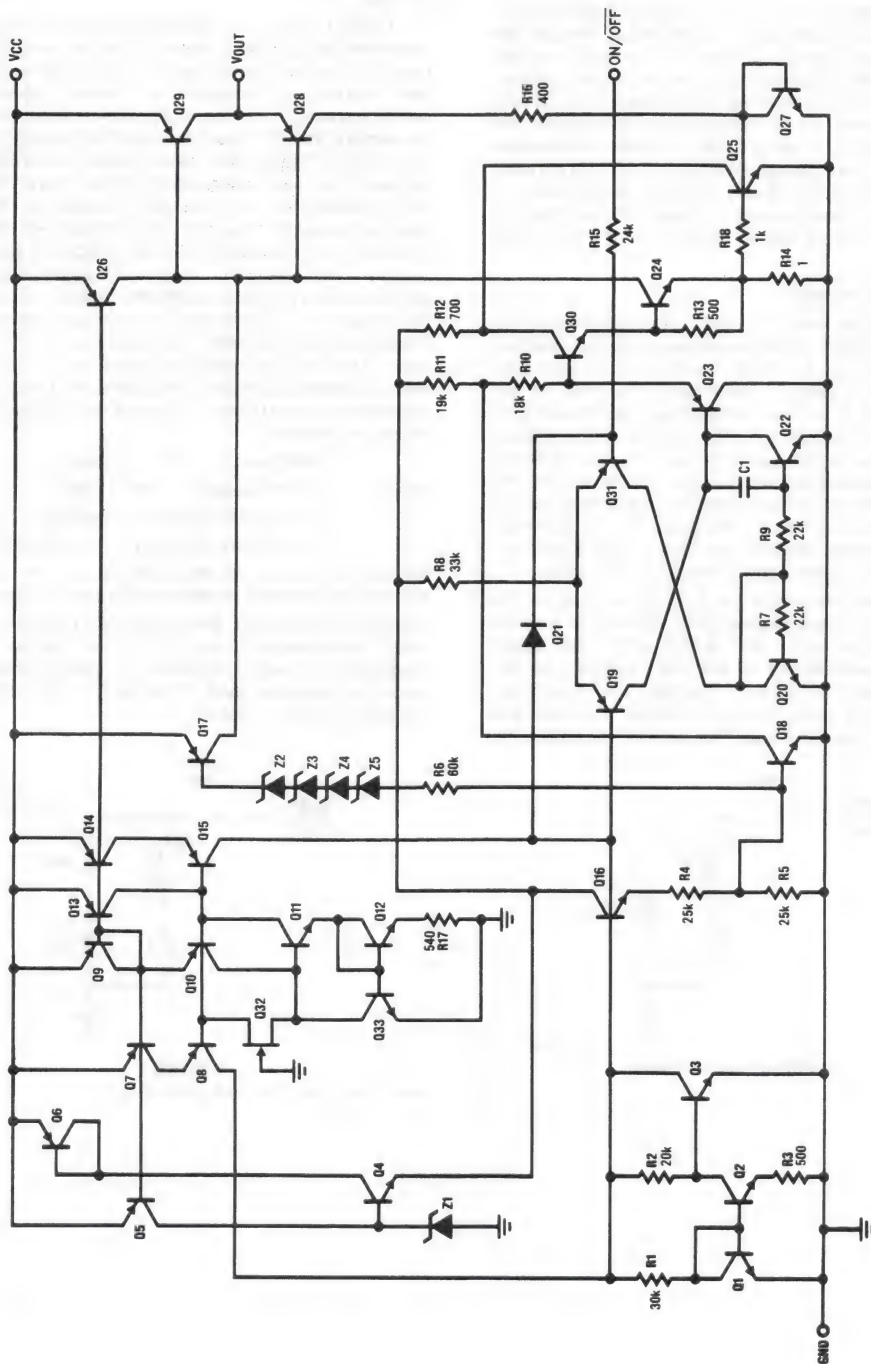 VCC
VOUT
ON/OFF
GND
Q29
Q28
Q26
R16
400
Q27
Q25
R15
24k
R18
1k
R14
1
Q24
R13
500
R12
700
R11
19k
R10
18k
Q30
Q23
Q22
C1
R9
22k
R7
22k
Q20
Q31
R8
33k
Q19
Q21
Q18
Q17
Z2
Z3
Z4
Z5
R6
60k
Q14
Q15
Q13
Q9
Q10
Q11
Q12
540
R17
Q33
Q32
Q16
R4
25k
R5
25k
Q7
Q8
Q6
Q5
Q4
Z1
Q3
R2
20k
Q2
R3
500
R1
30k
Q1